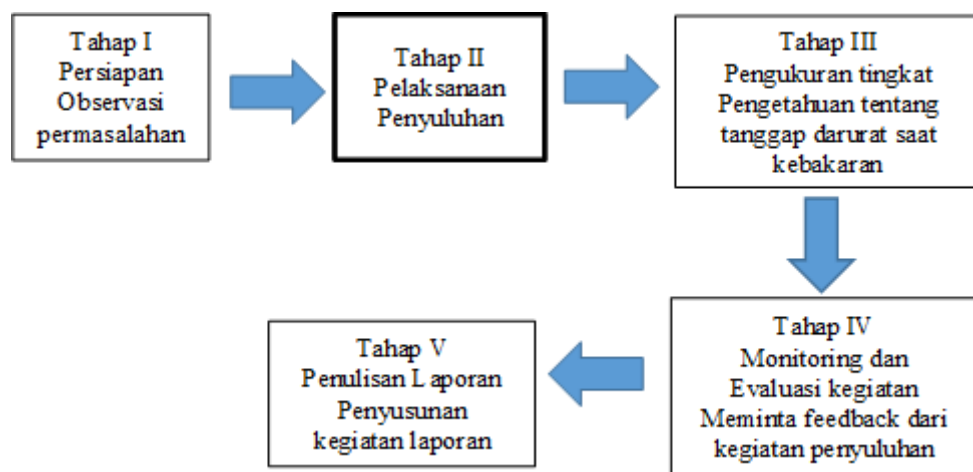 Tahap I
Persiapan
Observasi
permasalahan
Tahap II
Pelaksanaan
Penyuluhan
Tahap III
Pengukuran tingkat
Pengetahuan tentang
tanggap darurat saat
kebakaran
Tahap IV
Monitoring dan
Evaluasi kegiatan
Meminta feedback dari
kegiatan penyuluhan
Tahap V
Penulisan Laporan
Penyusunan
kegiatan laporan